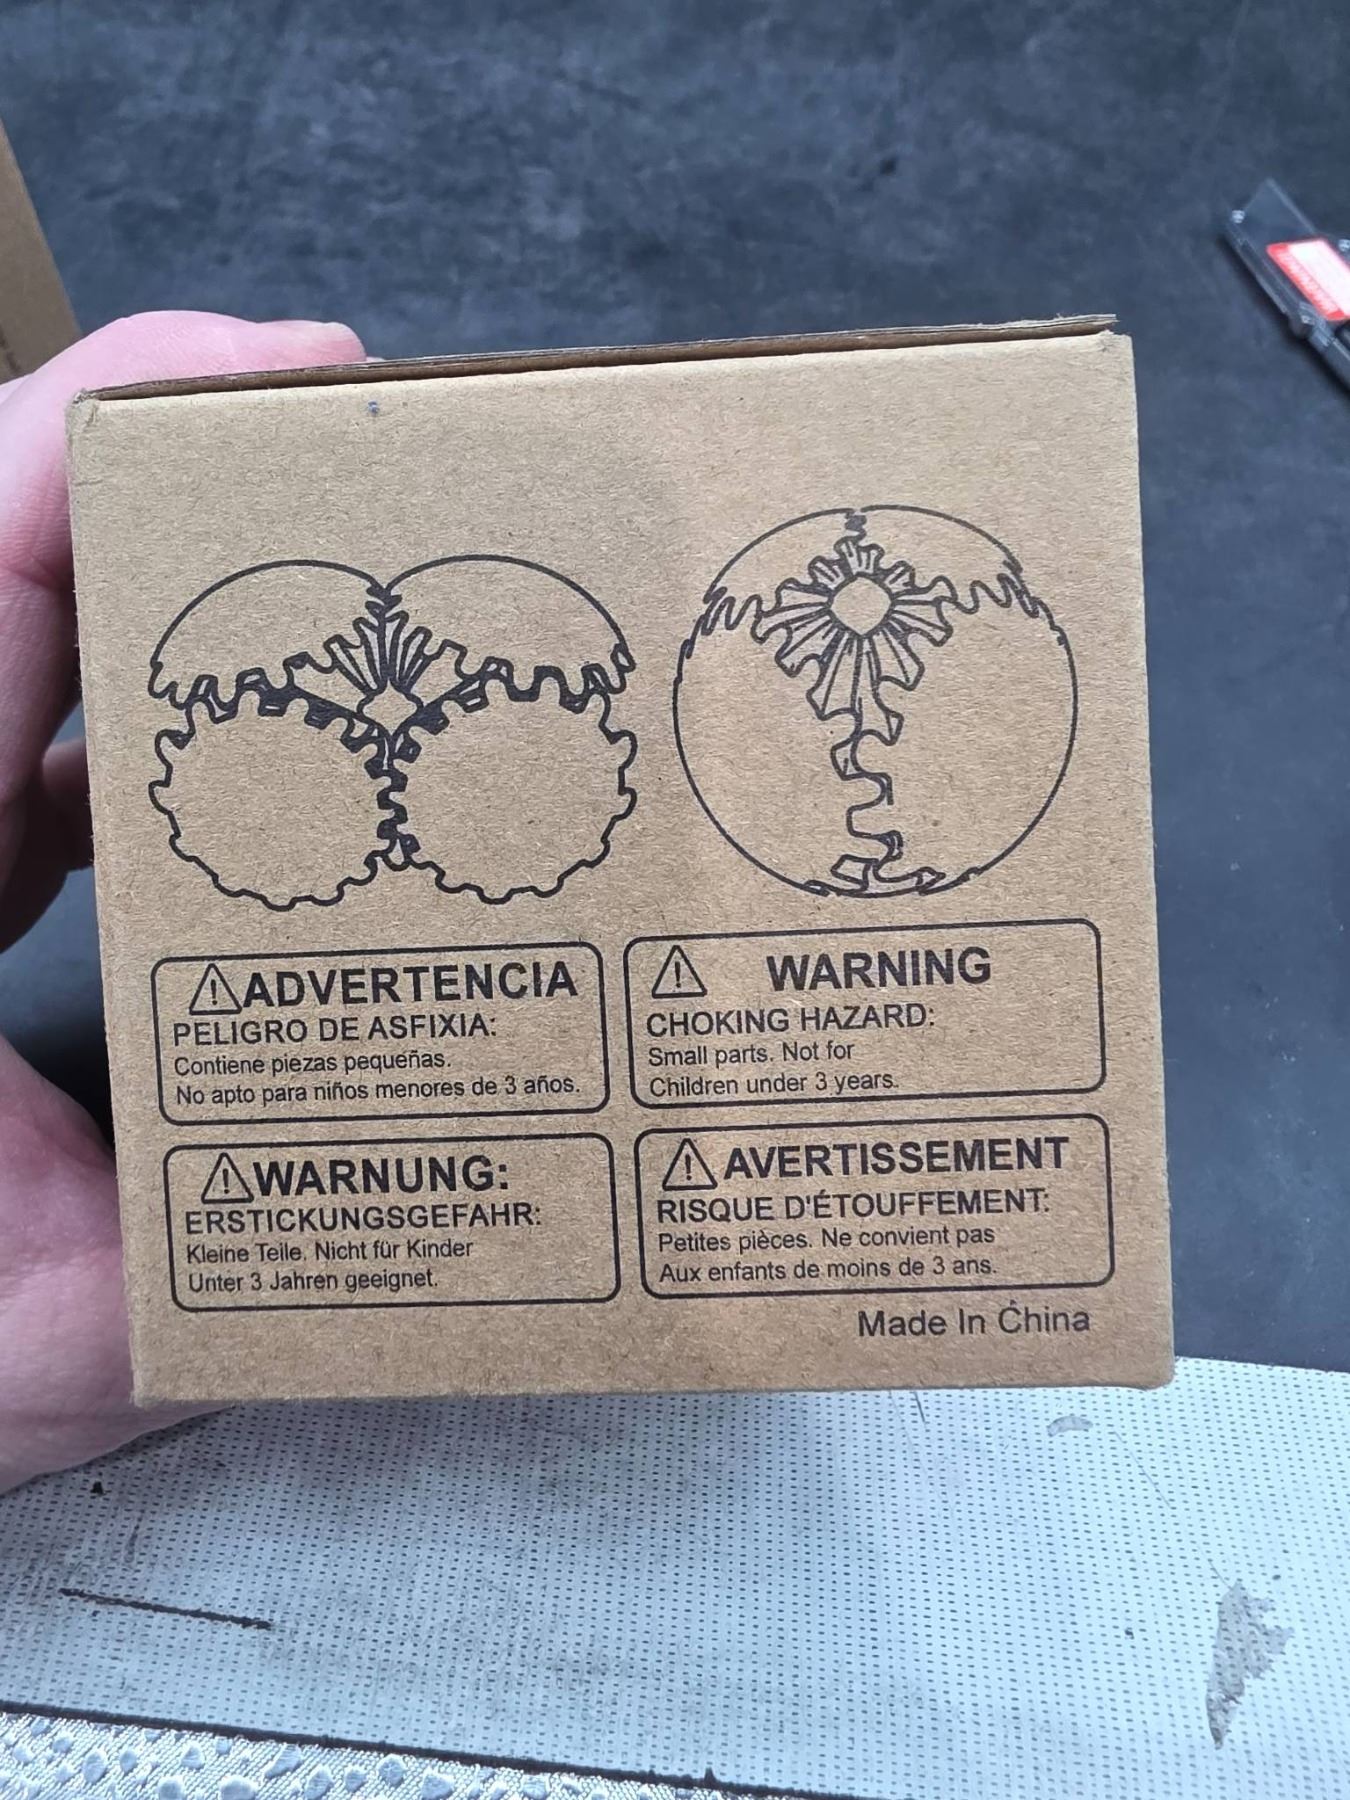 ADVERTENCIA
PELIGRO DE ASFIXIA:
Contiene piezas pequeñas.
No apto para niños menores de 3 años.
WARNING
CHOKING HAZARD:
Small parts. Not for
Children under 3 years.
WARNUNG:
ERSTICKUNGSGEFAHR:
Kleine Teile. Nicht für Kinder
Unter 3 Jahren geeignet.
AVERTISSEMENT
RISQUE D'ÉTOUFFEMENT:
Petites pièces. Ne convient pas
Aux enfants de moins de 3 ans.
Made In China